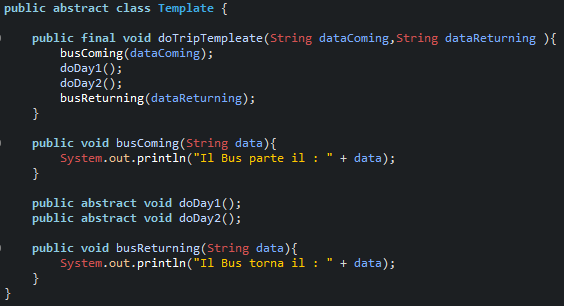 public abstract class Template {
public final void doTripTempleate(String dataComing,String dataReturning ){
busComing(dataComing);
doDay1();
doDay2();
busReturning(dataReturning);
}
public void busComing(String data){
System.out.println("Il Bus parte il : " + data);
}
public abstract void doDay1();
public abstract void doDay2();
public void busReturning(String data){
System.out.println("Il Bus torna il : " + data);
}
}